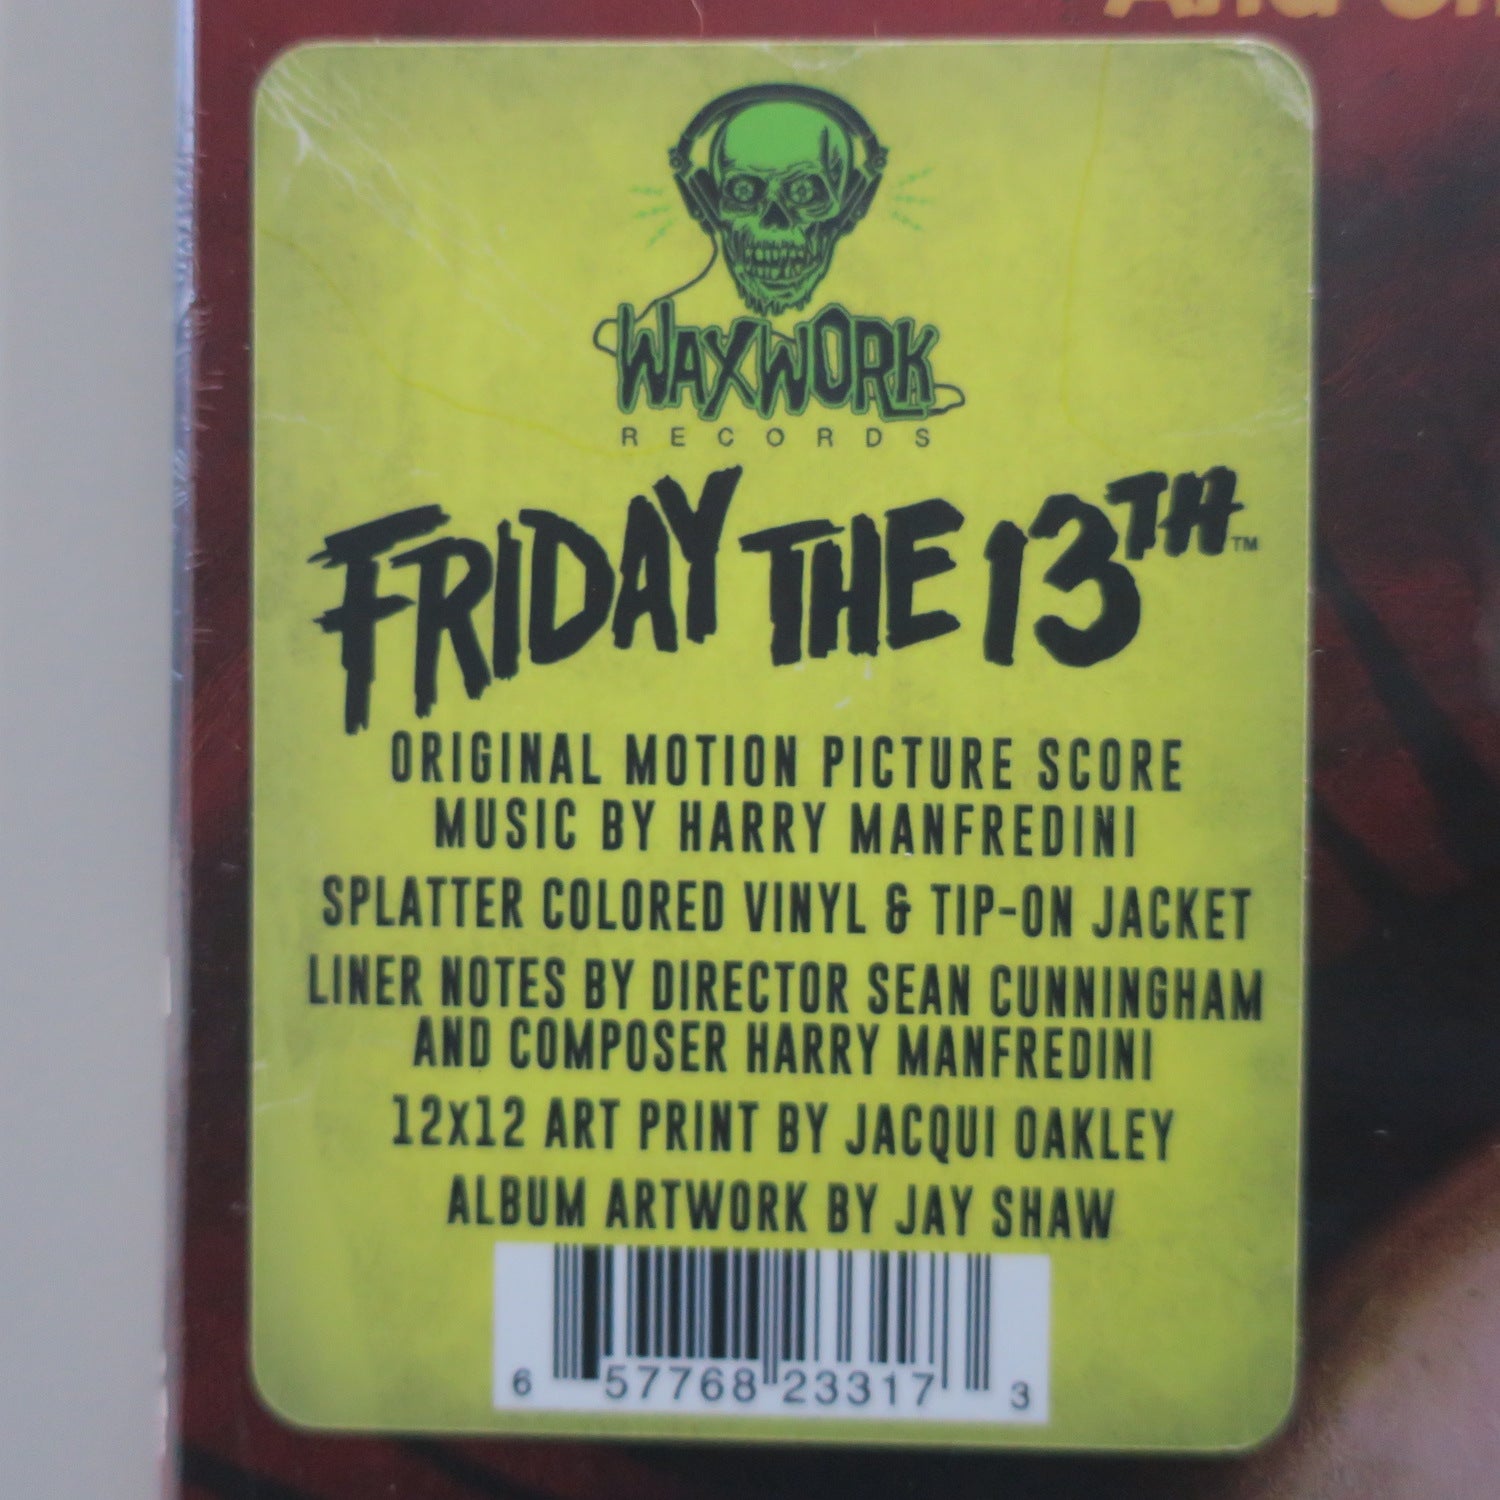 And
WAXWORK
RECORDS
FRIDAY THE 13TH™
ORIGINAL MOTION PICTURE SCORE
MUSIC BY HARRY MANFREDINI
SPLATTER COLORED VINYL & TIP-ON JACKET
LINER NOTES BY DIRECTOR SEAN CUNNINGHAM
AND COMPOSER HARRY MANFREDINI
12x12 ART PRINT BY JACQUI OAKLEY
ALBUM ARTWORK BY JAY SHAW
6 57768 23317 3